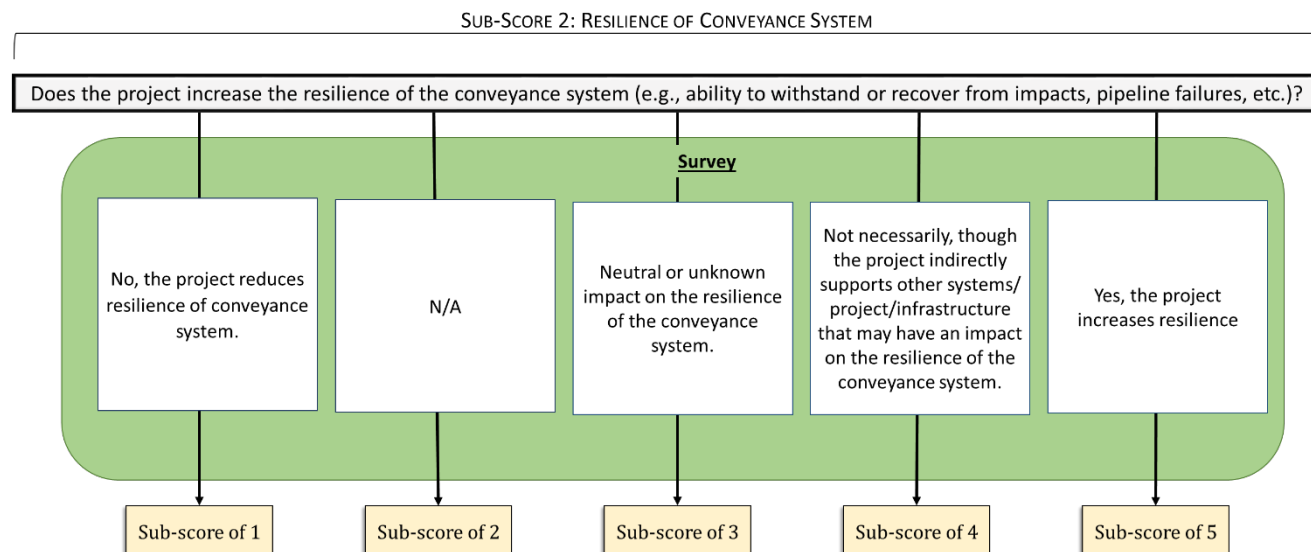 SUB-SCORE 2: RESILIENCE OF CONVEYANCE SYSTEM
Does the project increase the resilience of the conveyance system (e.g., ability to withstand or recover from impacts, pipeline failures, etc.)?
Survey
No, the project reduces
resilience of conveyance
system.
N/A
Neutral or unknown
impact on the resilience
of the conveyance
system.
Not necessarily, though
the project indirectly
supports other systems/
project/infrastructure
that may have an impact
on the resilience of the
conveyance system.
Yes, the project
increases resilience
Sub-score of 1
Sub-score of 2
Sub-score of 3
Sub-score of 4
Sub-score of 5